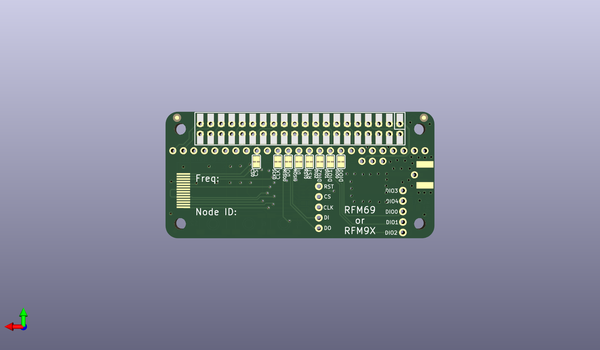 Freq:
Node ID:
RST
CS
CLK
DI
DO
RFM69
or
RFM9X
DIO3
DIO4
DIO0
DIO1
DIO2